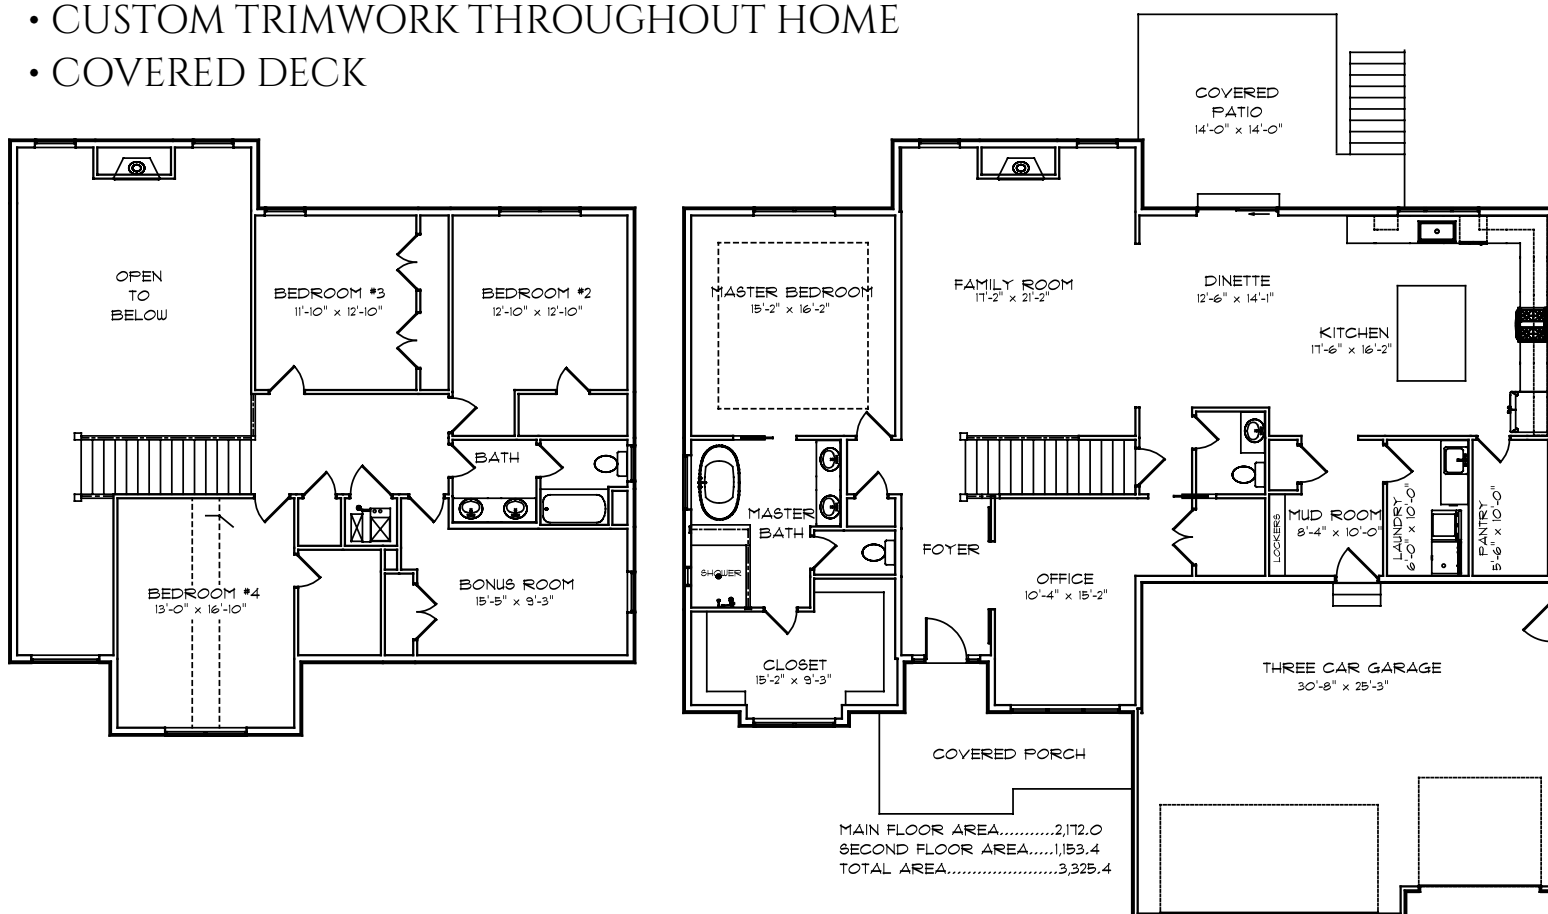 • CUSTOM TRIMWORK THROUGHOUT HOME
• COVERED DECK
OPEN
TO
BELOW
BEDROOM #3
11'-10" x 12'-10"
BEDROOM #2
12'-10" x 12'-10"
BATH
BEDROOM #4
13'-0" x 16'-10"
BONUS ROOM
15'-5" x 9'-3"
COVERED
PATIO
14'-0" x 14'-0"
MASTER BEDROOM
15'-2" x 16'-2"
FAMILY ROOM
17'-2" x 21'-2"
DINETTE
12'-6" x 14'-1"
KITCHEN
17'-6" x 16'-2"
MASTER
BATH
SHOWER
FOYER
OFFICE
10'-4" x 15'-2"
LOCKERS
MUD ROOM
8'-4" x 10'-0"
LAUNDRY
6'-0" x 10'-0"
PANTRY
5'-6" x 10'-0"
CLOSET
15'-2" x 9'-3"
THREE CAR GARAGE
30'-8" x 25'-3"
COVERED PORCH
MAIN FLOOR AREA...........2,172.0
SECOND FLOOR AREA.....1,153.4
TOTAL AREA......................3,325.4